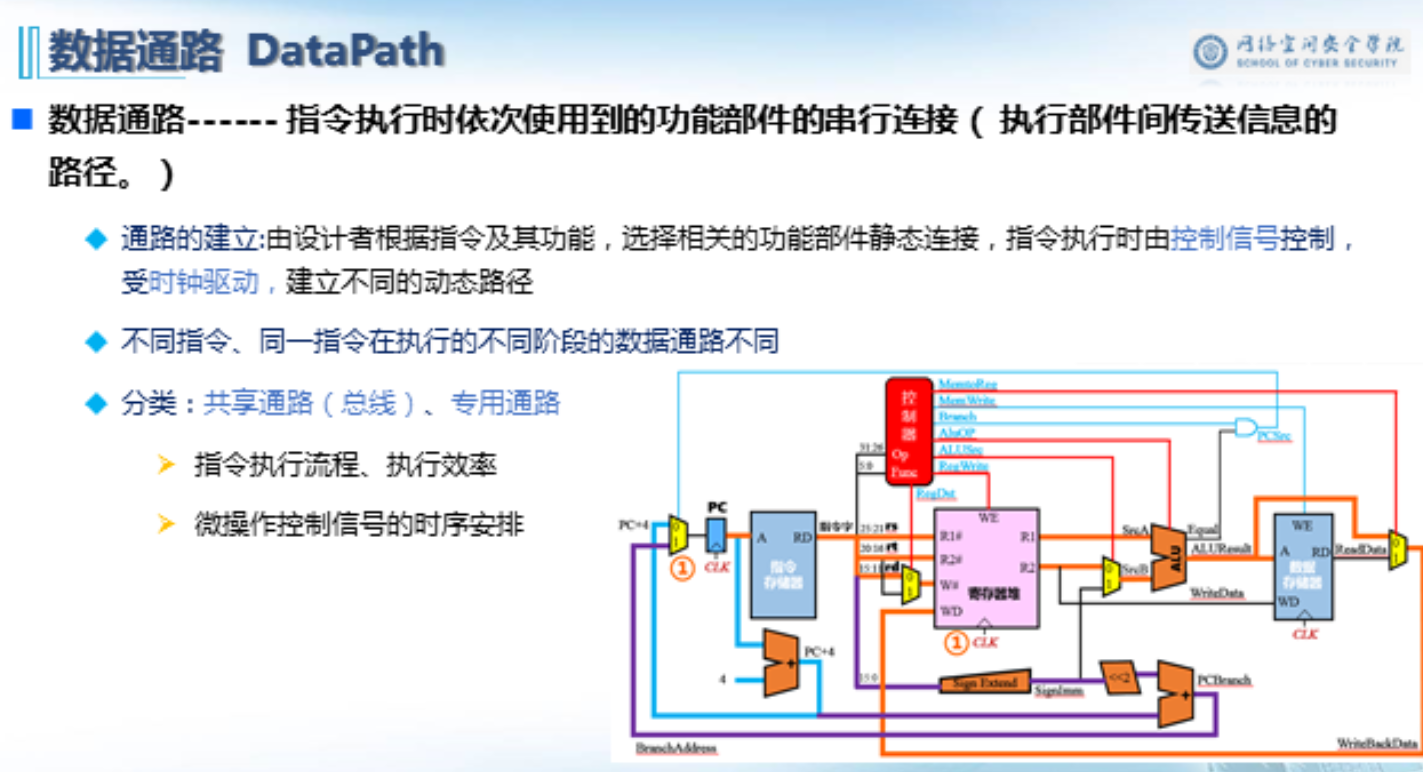 数据通路 DataPath
网络空间安全学院
SCHOOL OF CYBER SECURITY
数据通路------ 指令执行时依次使用到的功能部件的串行连接（ 执行部件间传送信息的
路径。）
通路的建立:由设计者根据指令及其功能，选择相关的功能部件静态连接，指令执行时由控制信号控制，
受时钟驱动，建立不同的动态路径
不同指令、同一指令在执行的不同阶段的数据通路不同
分类：共享通路（总线）、专用通路
指令执行流程、执行效率
微操作控制信号的时序安排
控制器
Op
Func
31:26
5:0
MemtoReg
MemWrite
Branch
AluOP
ALUSrc
RegWrite
RegDst
PCSrc
PC+4
0
1
①
PC
CLK
A
RD
指令
存储器
指令字
25:21 rs
20:16 rt
15:11 rd
0
1
WE
R1#
R2#
W#
WD
R1
R2
寄存器堆
① CLK
SrcA
0
1
SrcB
ALU
Equal
ALUResult
WriteData
WE
A
RD
数据
存储器
WD
CLK
ReadData
0
1
4
+
PC+4
15:0
Sign Extend
SignImm
<<2
+
PCBranch
BranchAddress
WriteBackData